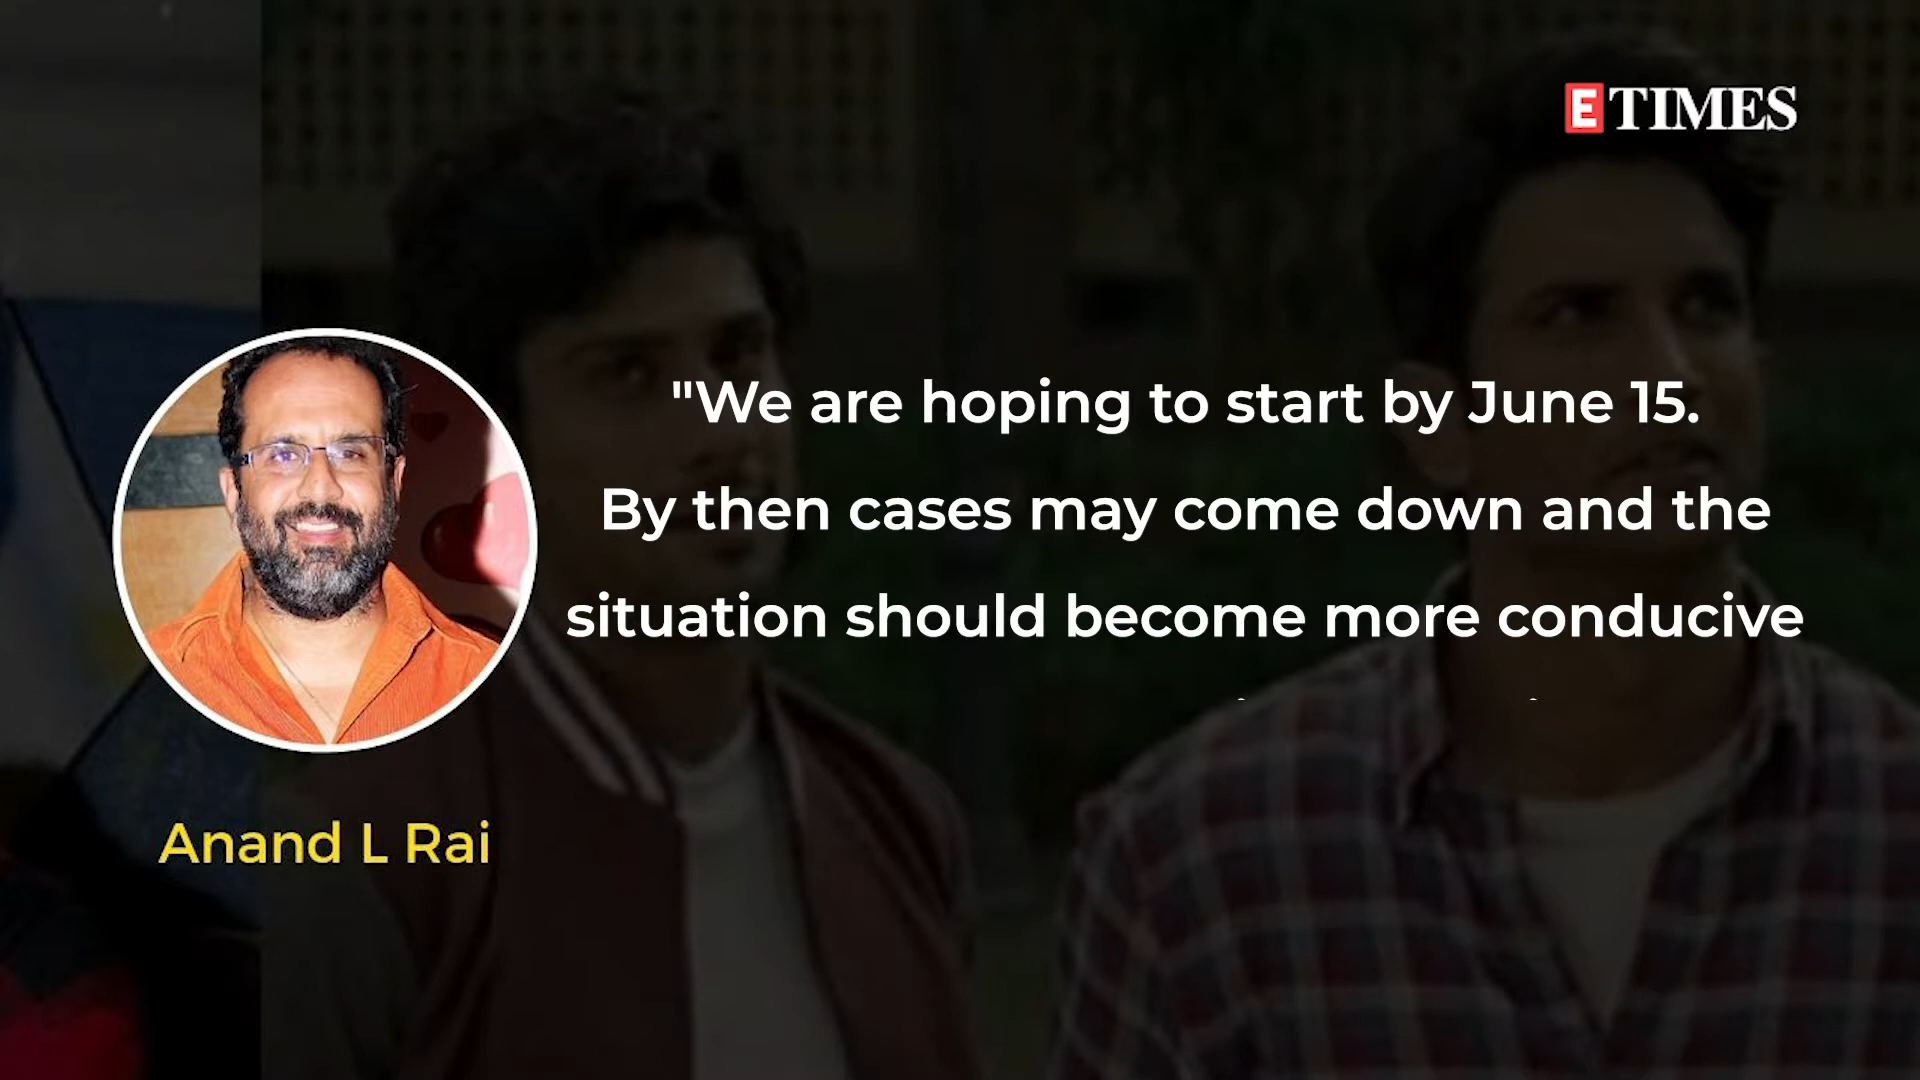 ETIMES
"We are hoping to start by June 15.
By then cases may come down and the
situation should become more conducive
Anand L Rai